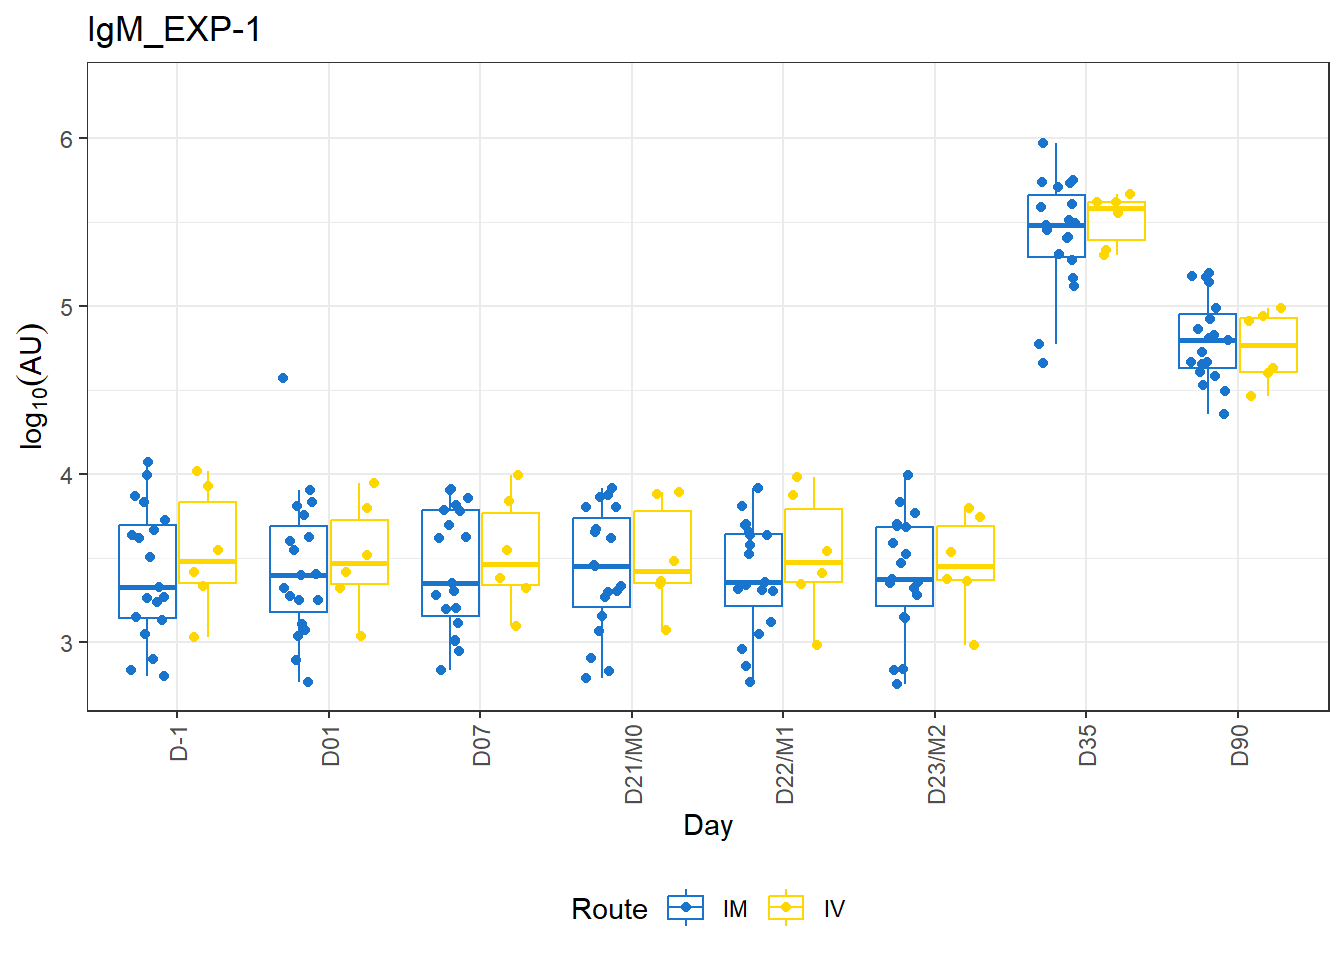 IgM_EXP-1
log10(AU)
6
5
4
3
D-1 D01 D07 D21/M0 D22/M1 D23/M2 D35 D90
Day
Route IM IV